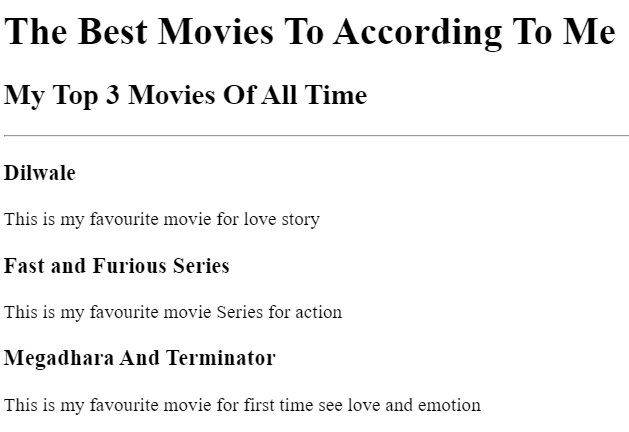 The Best Movies To According To Me
My Top 3 Movies Of All Time
Dilwale
This is my favourite movie for love story
Fast and Furious Series
This is my favourite movie Series for action
Megadhara And Terminator
This is my favourite movie for first time see love and emotion